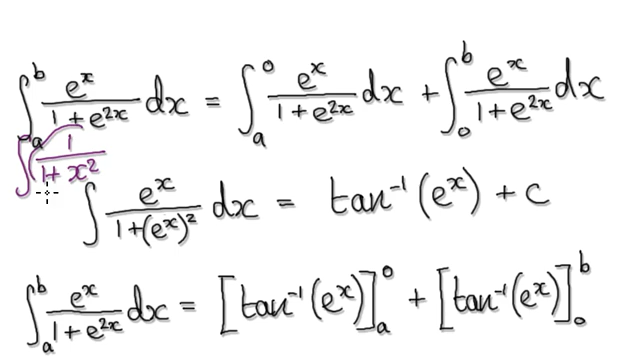 ∫_a^b e^x/(1 + e^{2x}) dx = ∫_a^0 e^x/(1 + e^{2x}) dx + ∫_0^b e^x/(1 + e^{2x}) dx
∫ 1/(1 + x^2)
∫ e^x/(1 + (e^x)^2) dx = tan^{-1}(e^x) + c
∫_a^b e^x/(1 + e^{2x}) dx = [tan^{-1}(e^x)]_a^0 + [tan^{-1}(e^x)]_0^b